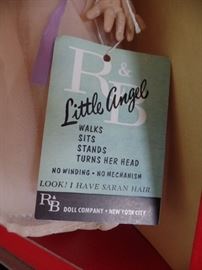 R&B
Little Angel
WALKS
SITS
STANDS
TURNS HER HEAD
NO WINDING • NO MECHANISM
LOOK! I HAVE SARAN HAIR
R&B
DOLL COMPANY • NEW YORK CITY